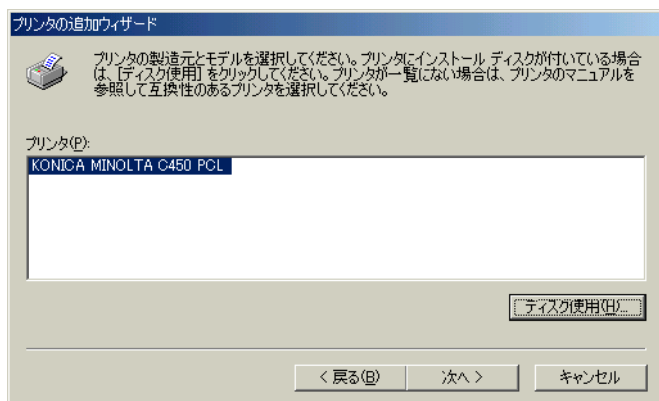 プリンタの追加ウィザード
プリンタの製造元とモデルを選択してください。プリンタにインストール ディスクが付いている場合
は、[ディスク使用] をクリックしてください。プリンタが一覧にない場合は、プリンタのマニュアルを
参照して互換性のあるプリンタを選択してください。
プリンタ(P):
KONICA MINOLTA C450 PCL
ディスク使用(H)...
< 戻る(B)
次へ >
キャンセル